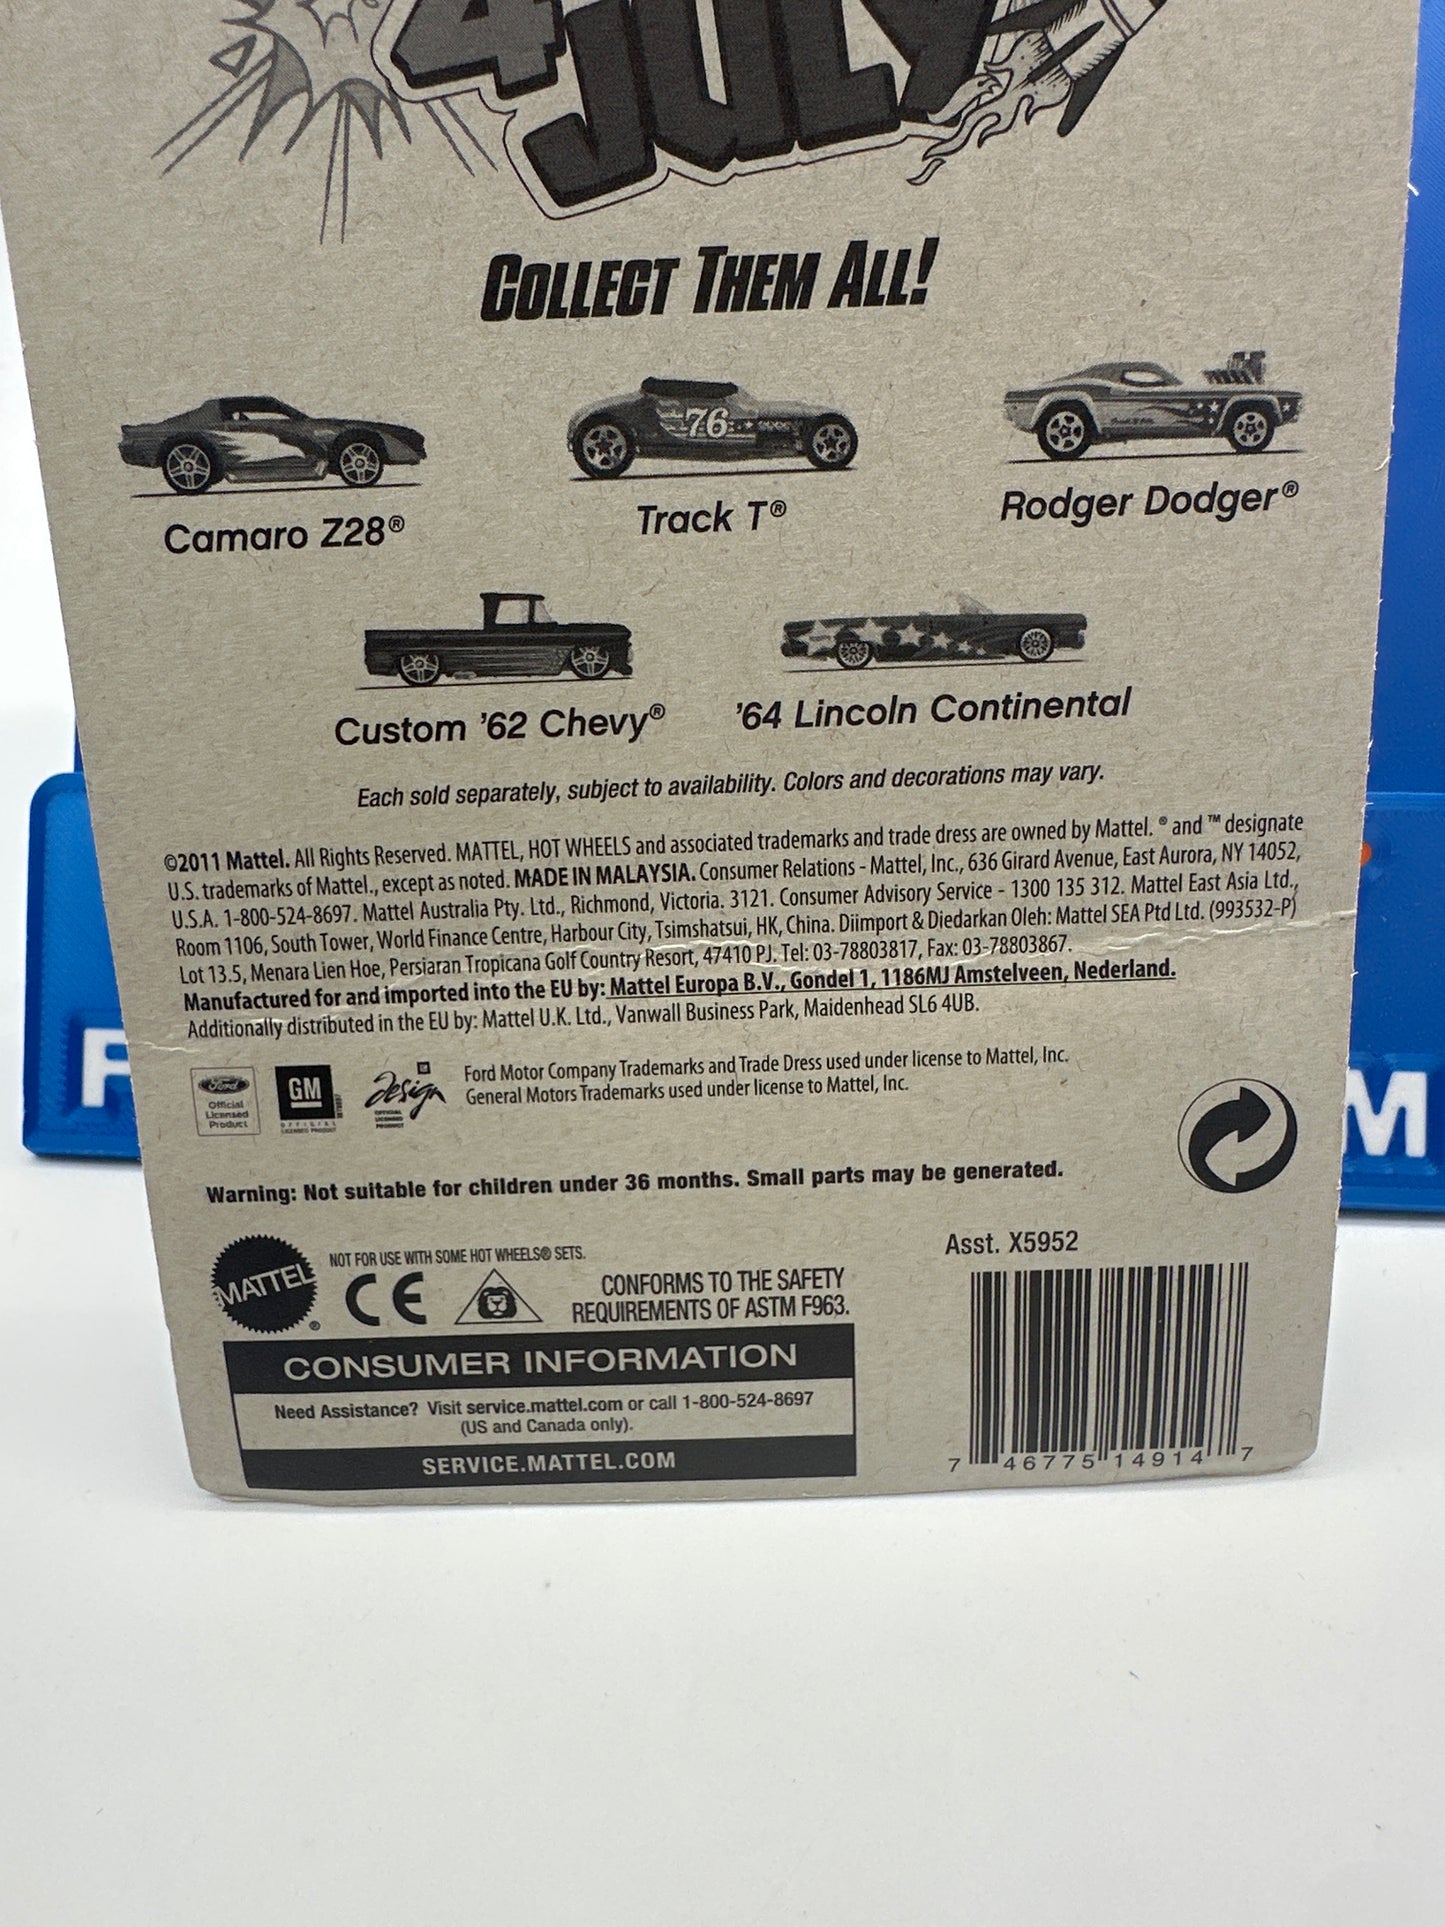 4
JULY
COLLECT THEM ALL!
76
Camaro Z28®
Track T®
Rodger Dodger®
Custom '62 Chevy®
'64 Lincoln Continental
Each sold separately, subject to availability. Colors and decorations may vary.
©2011 Mattel. All Rights Reserved. MATTEL, HOT WHEELS and associated trademarks and trade dress are owned by Mattel. ® and ™ designate
U.S. trademarks of Mattel., except as noted. MADE IN MALAYSIA. Consumer Relations - Mattel, Inc., 636 Girard Avenue, East Aurora, NY 14052,
U.S.A. 1-800-524-8697. Mattel Australia Pty. Ltd., Richmond, Victoria. 3121. Consumer Advisory Service - 1300 135 312. Mattel East Asia Ltd.,
Room 1106, South Tower, World Finance Centre, Harbour City, Tsimshatsui, HK, China. Diimport & Diedarkan Oleh: Mattel SEA Ptd Ltd. (993532-P)
Lot 13.5, Menara Lien Hoe, Persiaran Tropicana Golf Country Resort, 47410 PJ. Tel: 03-78803817, Fax: 03-78803867.
Manufactured for and imported into the EU by: Mattel Europa B.V., Gondel 1, 1186MJ Amstelveen, Nederland.
Additionally distributed in the EU by: Mattel U.K. Ltd., Vanwall Business Park, Maidenhead SL6 4UB.
Ford
Official
Licensed
Product
GM
OFFICIAL
LICENSED PRODUCT
GM
Design
OFFICIAL
LICENSED
PRODUCT
Ford Motor Company Trademarks and Trade Dress used under license to Mattel, Inc.
General Motors Trademarks used under license to Mattel, Inc.
M
Warning: Not suitable for children under 36 months. Small parts may be generated.
MATTEL®
NOT FOR USE WITH SOME HOT WHEELS® SETS.
CE
CONFORMS TO THE SAFETY
REQUIREMENTS OF ASTM F963.
Asst. X5952
CONSUMER INFORMATION
Need Assistance? Visit service.mattel.com or call 1-800-524-8697
(US and Canada only).
SERVICE.MATTEL.COM
7 46775 14914 7